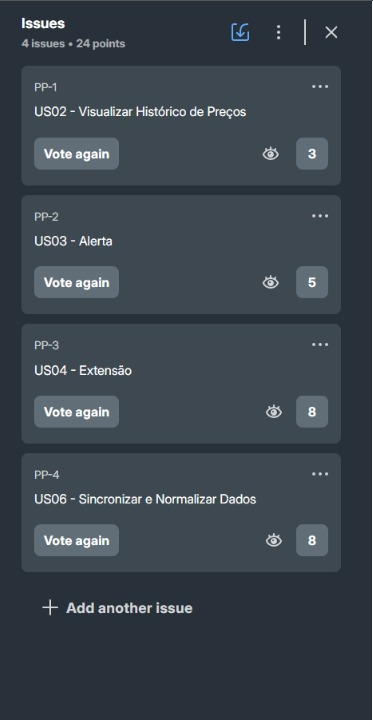 Issues
4 issues • 24 points
PP-1
US02 - Visualizar Histórico de Preços
Vote again
3
PP-2
US03 - Alerta
Vote again
5
PP-3
US04 - Extensão
Vote again
8
PP-4
US06 - Sincronizar e Normalizar Dados
Vote again
8
Add another issue